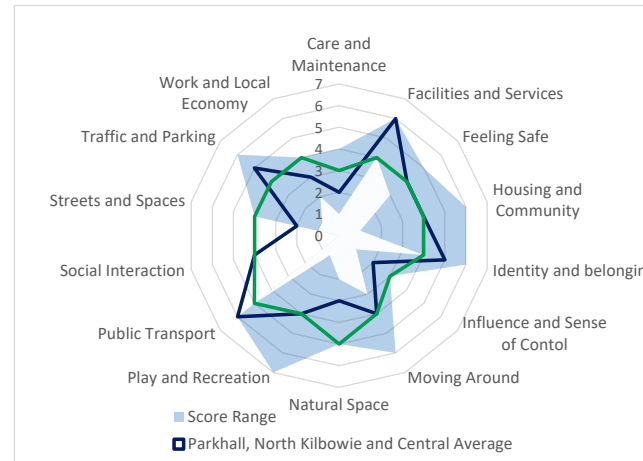 Care and
Maintenance
Work and Local
Economy
Facilities and Services
Traffic and Parking
Feeling Safe
Streets and Spaces
Housing and
Community
Social Interaction
Identity and belonging
Public Transport
Influence and Sense
of Contol
Play and Recreation
Moving Around
Natural Space
7
6
5
4
3
2
1
0
Score Range
Parkhall, North Kilbowie and Central Average